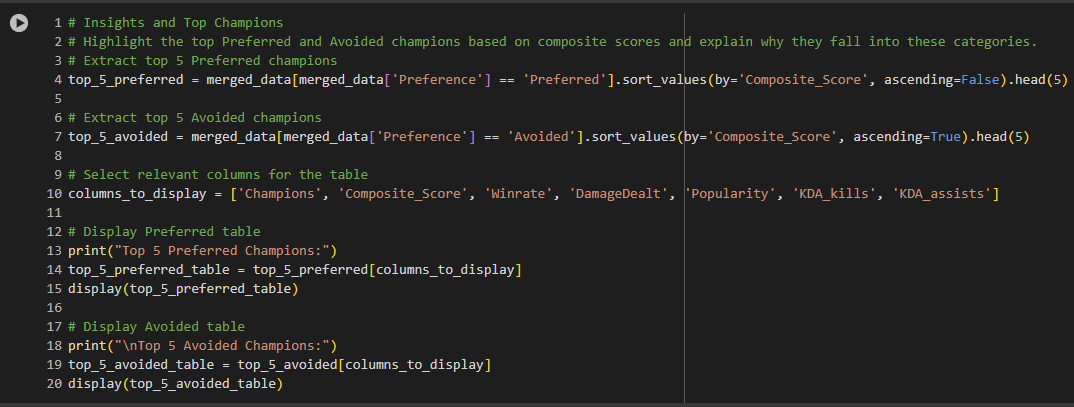 1 # Insights and Top Champions
2 # Highlight the top Preferred and Avoided champions based on composite scores and explain why they fall into these categories.
3 # Extract top 5 Preferred champions
4 top_5_preferred = merged_data[merged_data['Preference'] == 'Preferred'].sort_values(by='Composite_Score', ascending=False).head(5)
5
6 # Extract top 5 Avoided champions
7 top_5_avoided = merged_data[merged_data['Preference'] == 'Avoided'].sort_values(by='Composite_Score', ascending=True).head(5)
8
9 # Select relevant columns for the table
10 columns_to_display = ['Champions', 'Composite_Score', 'Winrate', 'DamageDealt', 'Popularity', 'KDA_kills', 'KDA_assists']
11
12 # Display Preferred table
13 print("Top 5 Preferred Champions:")
14 top_5_preferred_table = top_5_preferred[columns_to_display]
15 display(top_5_preferred_table)
16
17 # Display Avoided table
18 print("\nTop 5 Avoided Champions:")
19 top_5_avoided_table = top_5_avoided[columns_to_display]
20 display(top_5_avoided_table)